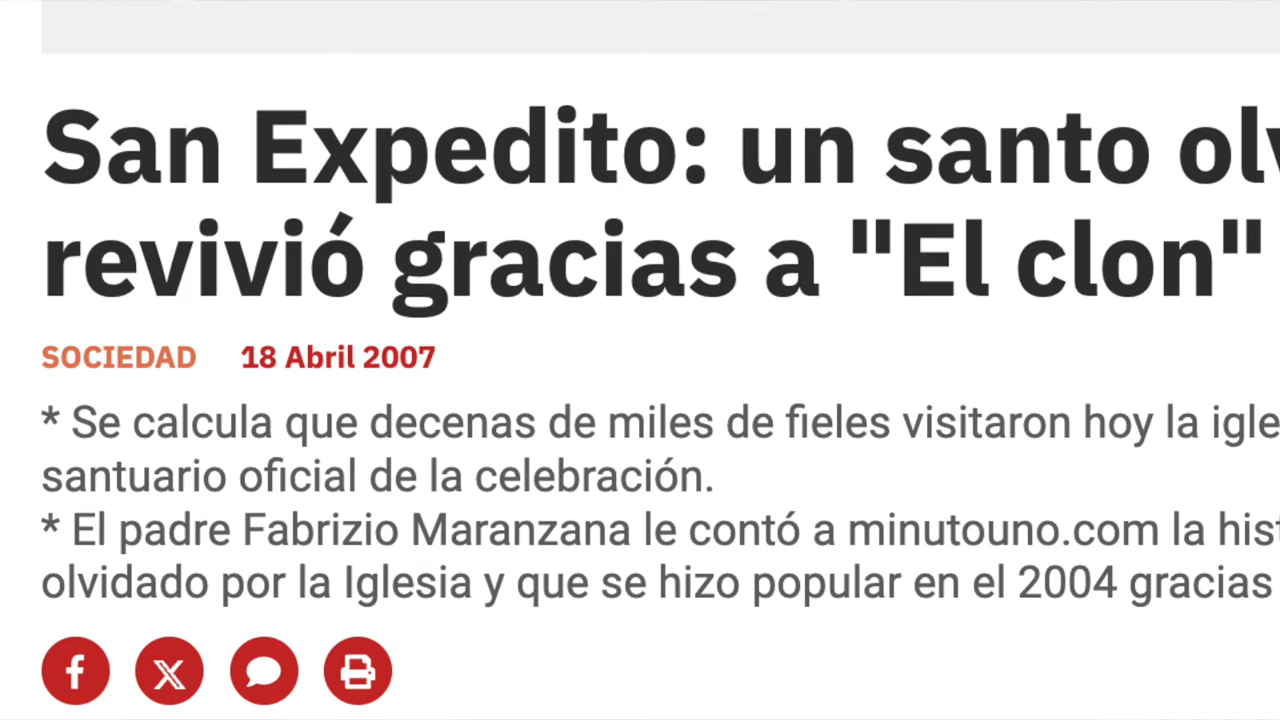 San Expedito: un santo
revivió gracias a "El clon"
SOCIEDAD 18 Abril 2007
* Se calcula que decenas de miles de fieles visitaron hoy la
santuario oficial de la celebración.
* El padre Fabrizio Maranzana le contó a minutouno.com la
olvidado por la Iglesia y que se hizo popular en el 2004 gracias